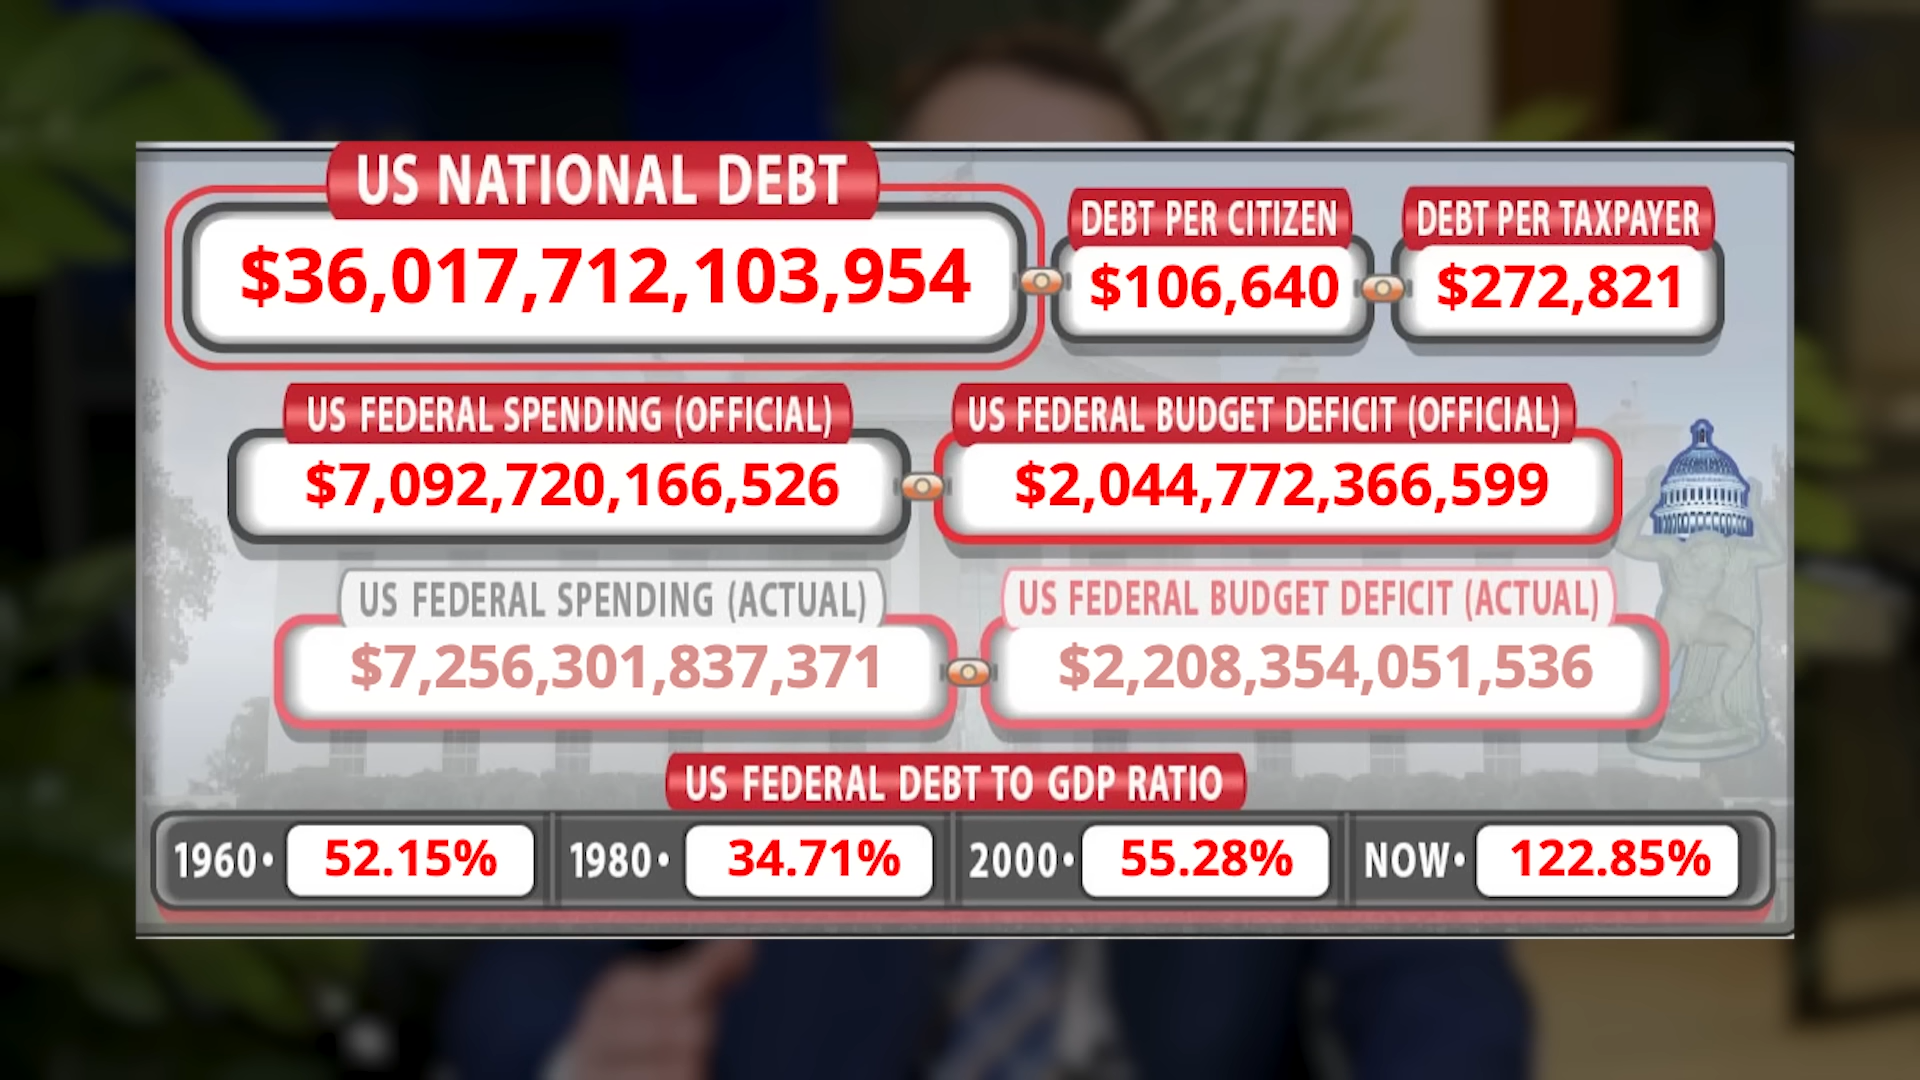 US NATIONAL DEBT
$36,017,712,103,954
DEBT PER CITIZEN
$106,640
DEBT PER TAXPAYER
$272,821
US FEDERAL SPENDING (OFFICIAL)
$7,092,720,166,526
US FEDERAL BUDGET DEFICIT (OFFICIAL)
$2,044,772,366,599
US FEDERAL SPENDING (ACTUAL)
$7,256,301,837,371
US FEDERAL BUDGET DEFICIT (ACTUAL)
$2,208,354,051,536
US FEDERAL DEBT TO GDP RATIO
1960• 52.15% 1980• 34.71% 2000• 55.28% NOW• 122.85%